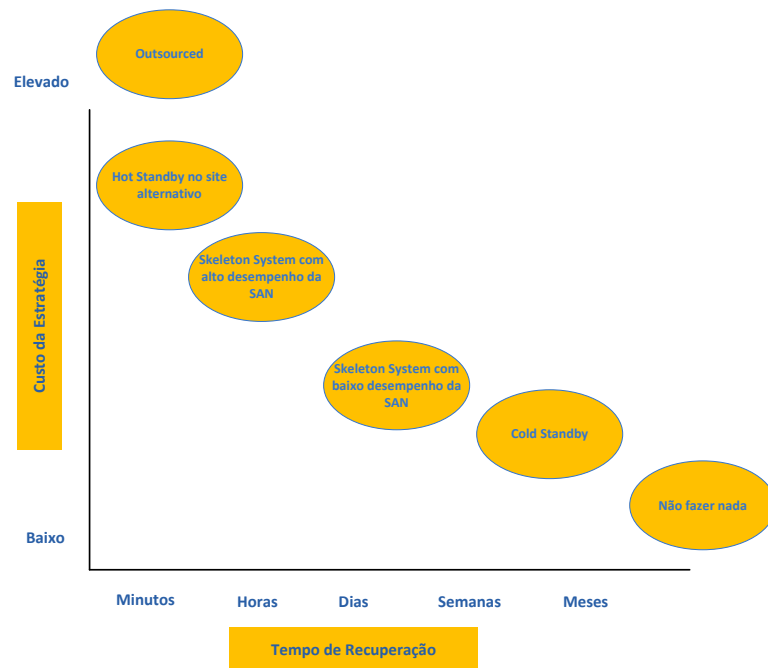 Outsourced
Elevado
Hot Standby no site
alternativo
Skeleton System com
alto desempenho da
SAN
Custo da Estratégia
Skeleton System com
baixo desempenho da
SAN
Cold Standby
Não fazer nada
Baixo
Minutos
Horas
Dias
Semanas
Meses
Tempo de Recuperação